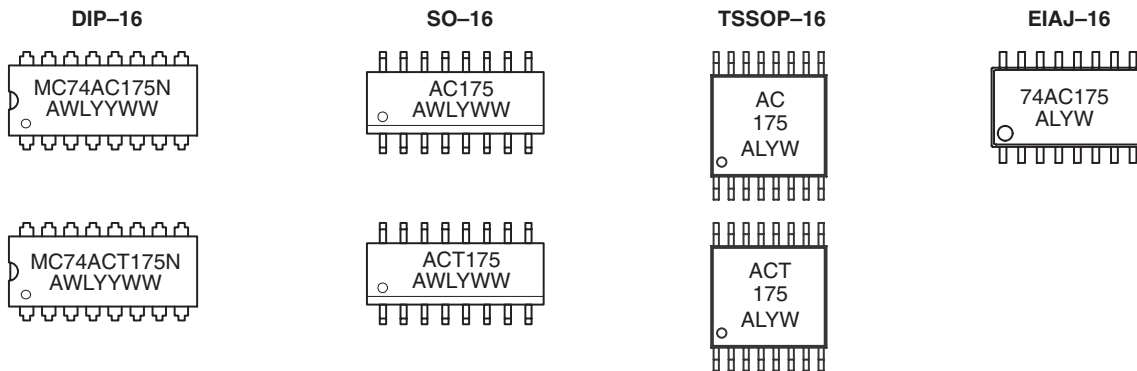 DIP–16
SO–16
TSSOP–16
EIAJ–16
MC74AC175N
AWLYYWW
AC175
AWLYWW
AC
175
ALYW
74AC175
ALYW
MC74ACT175N
AWLYYWW
ACT175
AWLYWW
ACT
175
ALYW